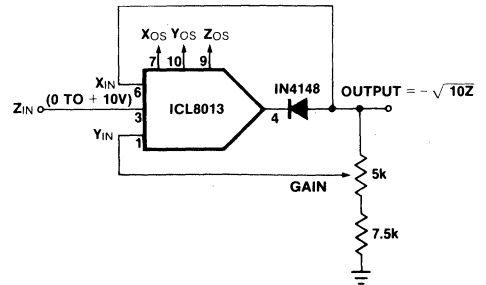 XOS YOS ZOS
7 10 9
XIN
6
IN4148
OUTPUT = −√10Z
ZIN (0 TO + 10V)
3
ICL8013
4
YIN
1
GAIN
5k
7.5k